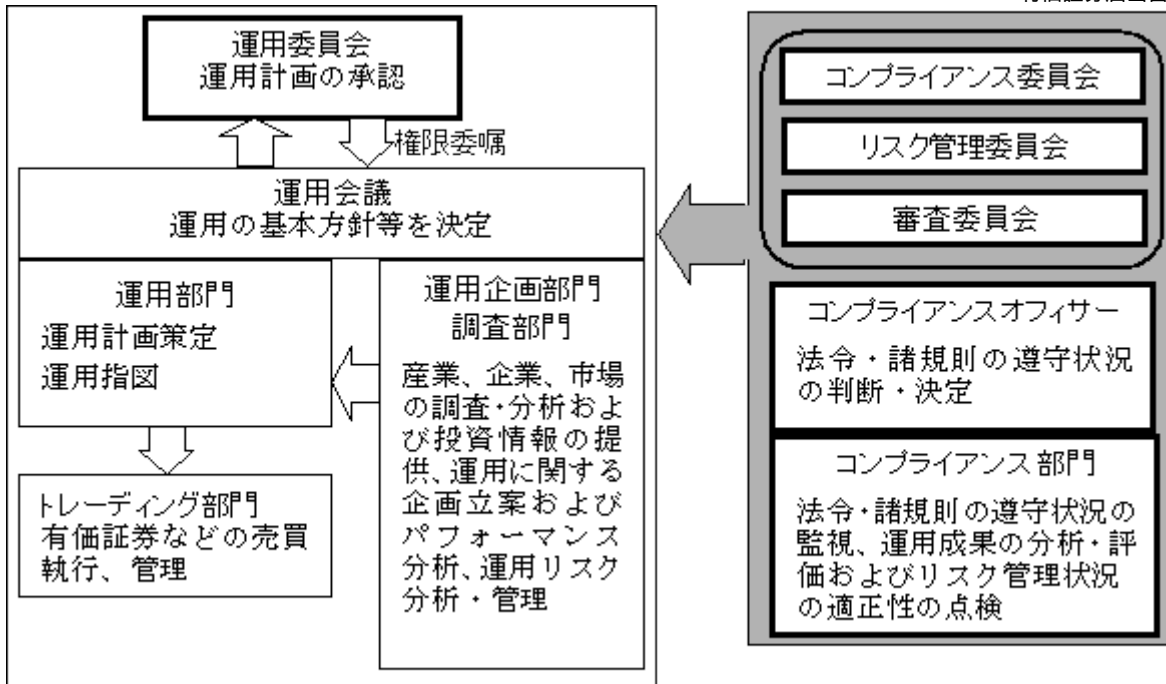 運用委員会
運用計画の承認
権限委嘱
運用会議
運用の基本方針等を決定
運用部門
運用計画策定
運用指図
トレーディング部門
有価証券などの売買
執行、管理
運用企画部門
調査部門
産業、企業、市場
の調査・分析およ
び投資情報の提
供、運用に関する
企画立案および
パフォーマンス
分析、運用リスク
分析・管理
コンプライアンス委員会
リスク管理委員会
審査委員会
コンプライアンスオフィサー
法令・諸規則の遵守状況
の判断・決定
コンプライアンス部門
法令・諸規則の遵守状況の
監視、運用成果の分析・評
価およびリスク管理状況
の適正性の点検